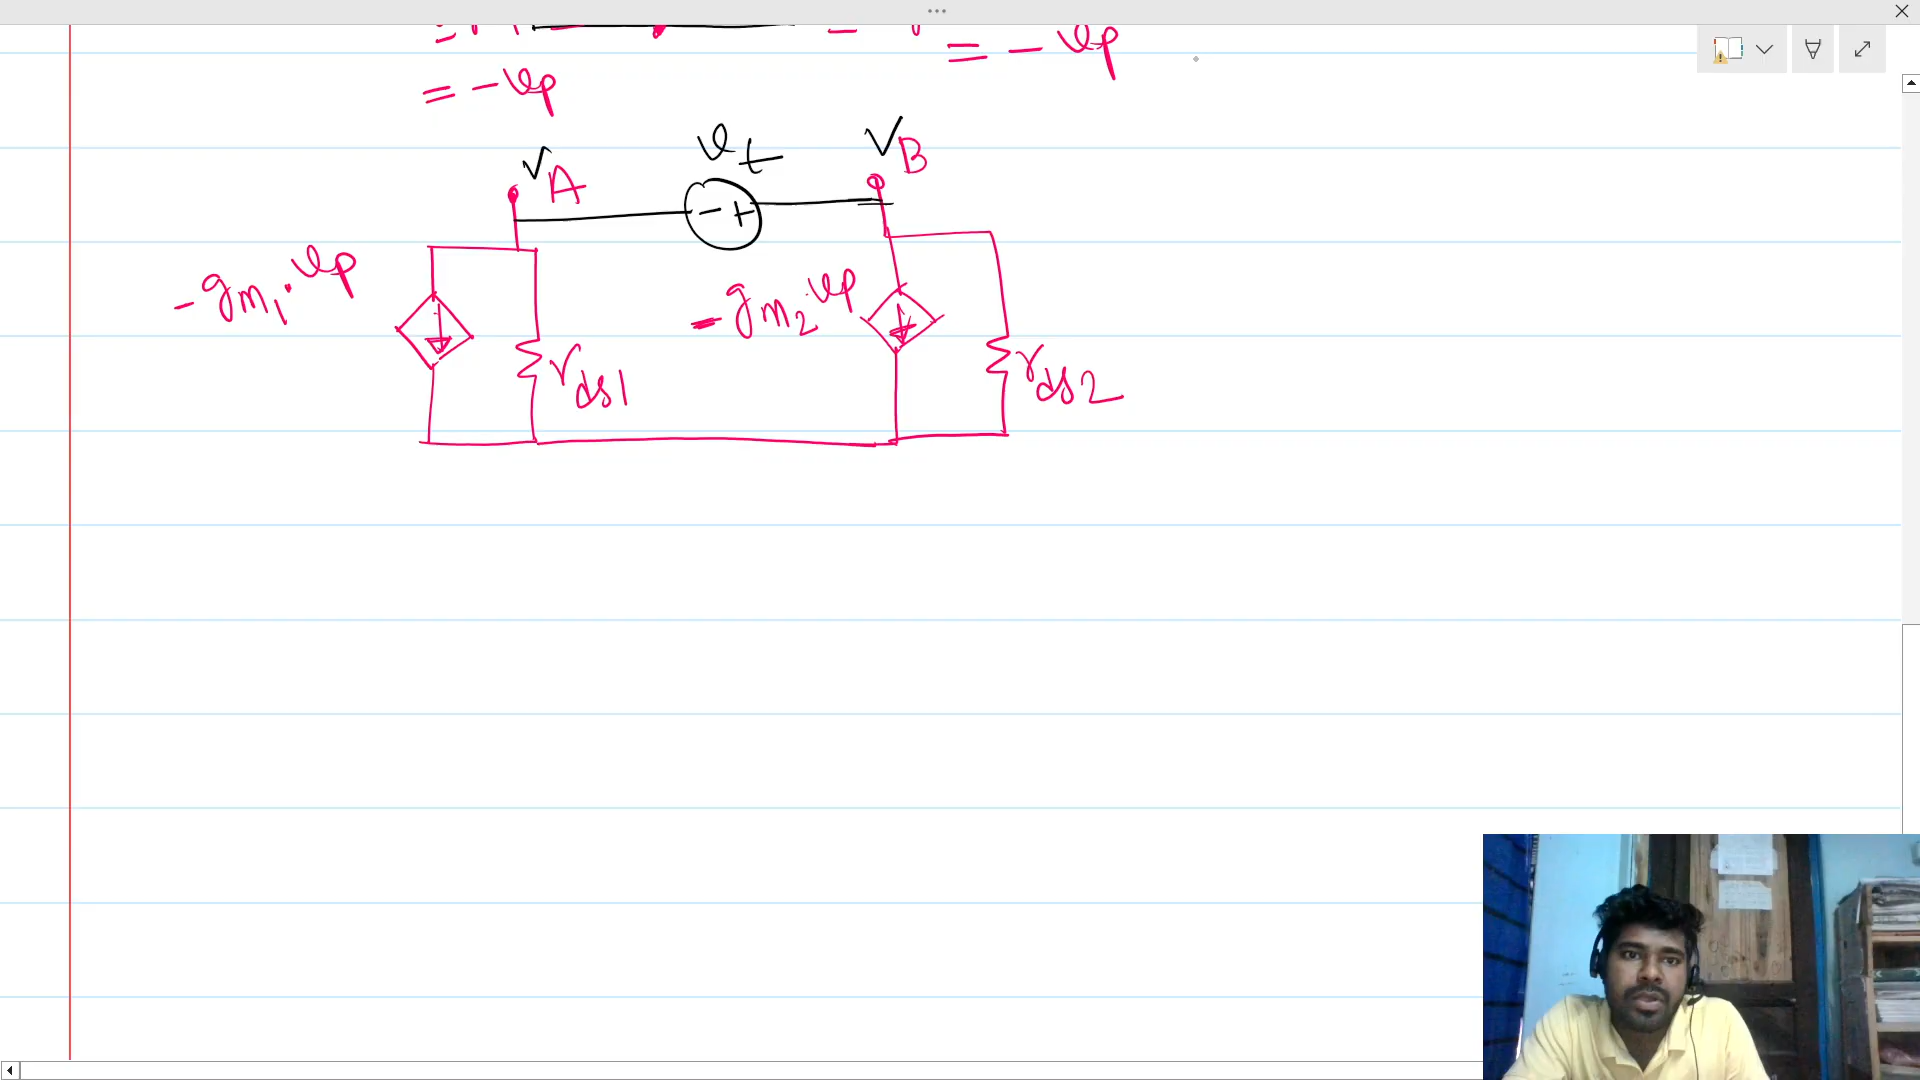 = - vp
= - vp
vt
VA
VB
- + 
-gm1.vp
-gm2.vp
rds1
rds2